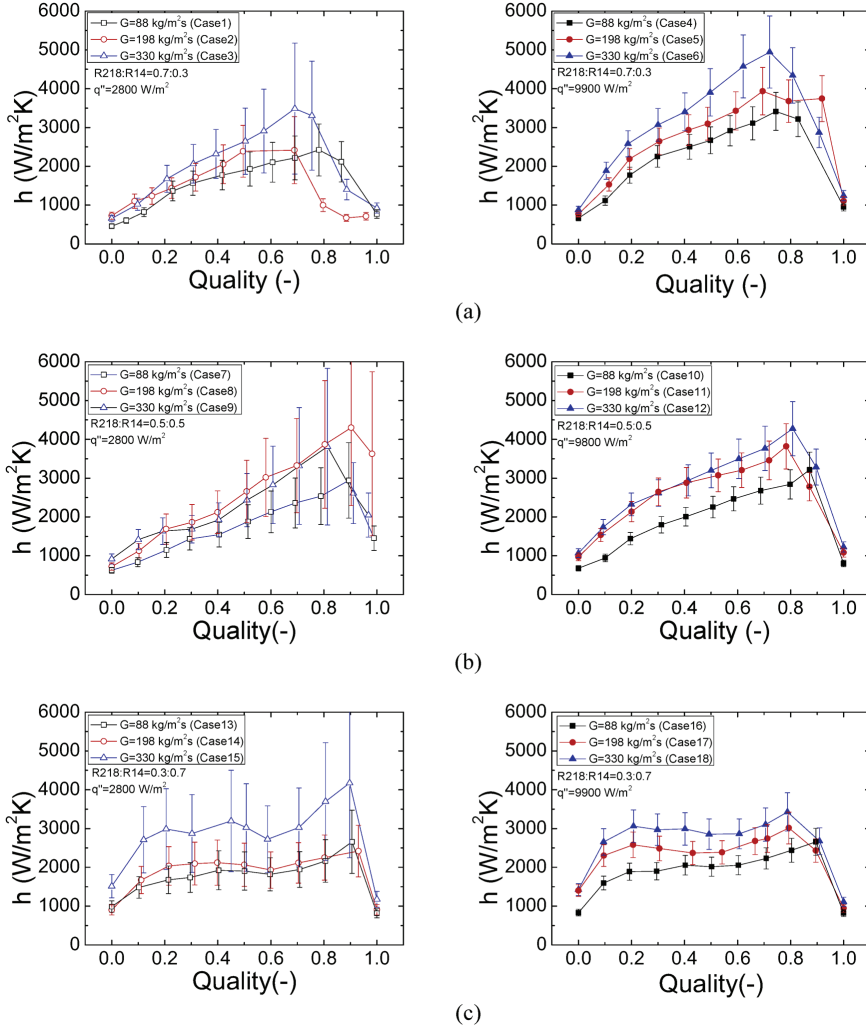 6000
5000
4000
3000
2000
1000
0
h (W/m²K)
G=88 kg/m²s (Case1)
G=198 kg/m²s (Case2)
G=330 kg/m²s (Case3)
R218:R14=0.7:0.3
q"=2800 W/m²
0.0 0.2 0.4 0.6 0.8 1.0
Quality (-)
6000
5000
4000
3000
2000
1000
0
h (W/m²K)
G=88 kg/m²s (Case4)
G=198 kg/m²s (Case5)
G=330 kg/m²s (Case6)
R218:R14=0.7:0.3
q"=9900 W/m²
0.0 0.2 0.4 0.6 0.8 1.0
Quality (-)
(a)
6000
5000
4000
3000
2000
1000
0
h (W/m²K)
G=88 kg/m²s (Case7)
G=198 kg/m²s (Case8)
G=330 kg/m²s (Case9)
R218:R14=0.5:0.5
q"=2800 W/m²
0.0 0.2 0.4 0.6 0.8 1.0
Quality(-)
6000
5000
4000
3000
2000
1000
0
h (W/m²K)
G=88 kg/m²s (Case10)
G=198 kg/m²s (Case11)
G=330 kg/m²s (Case12)
R218:R14=0.5:0.5
q"=9800 W/m²
0.0 0.2 0.4 0.6 0.8 1.0
Quality (-)
(b)
6000
5000
4000
3000
2000
1000
0
h (W/m²K)
G=88 kg/m²s (Case13)
G=198 kg/m²s (Case14)
G=330 kg/m²s (Case15)
R218:R14=0.3:0.7
q"=2800 W/m²
0.0 0.2 0.4 0.6 0.8 1.0
Quality(-)
6000
5000
4000
3000
2000
1000
0
h (W/m²K)
G=88 kg/m²s (Case16)
G=198 kg/m²s (Case17)
G=330 kg/m²s (Case18)
R218:R14=0.3:0.7
q"=9900 W/m²
0.0 0.2 0.4 0.6 0.8 1.0
Quality(-)
(c)